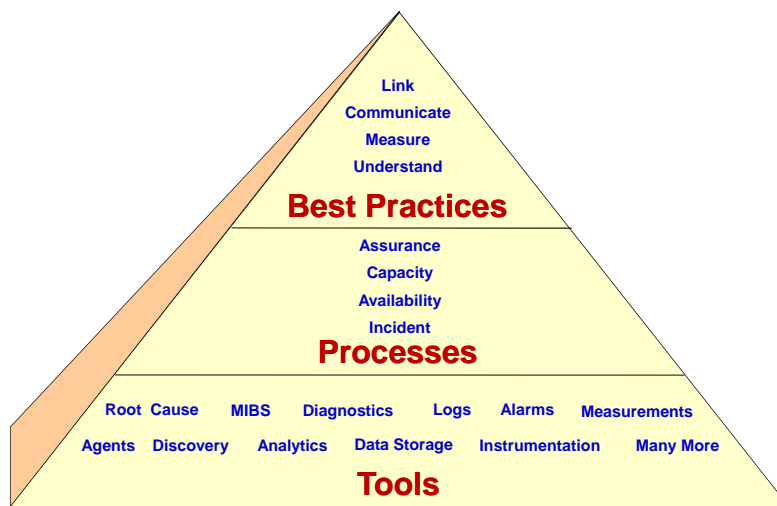 Link
Communicate
Measure
Understand
Best Practices
Assurance
Capacity
Availability
Incident
Processes
Root Cause MIBS Diagnostics Logs Alarms Measurements
Agents Discovery Analytics Data Storage Instrumentation Many More
Tools